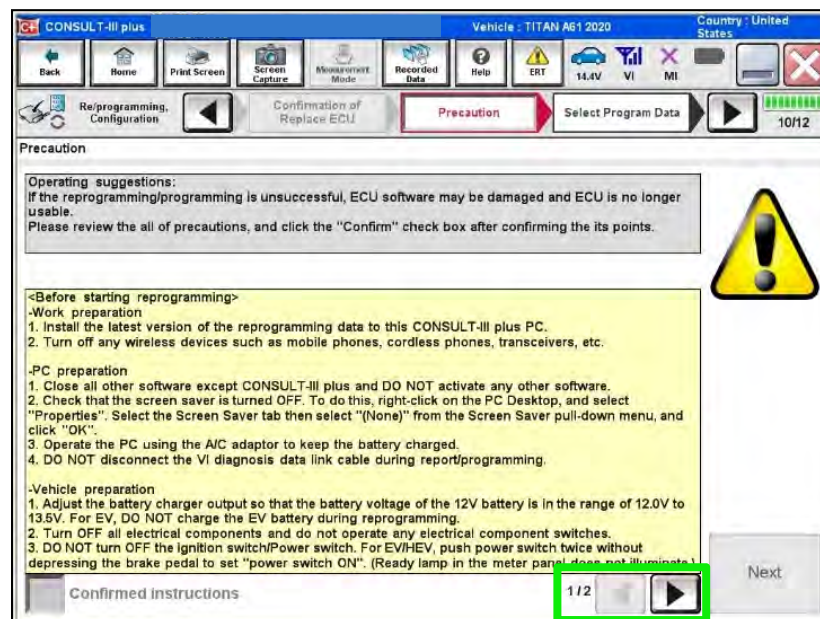 C+ CONSULT-III plus
Vehicle : TITAN A61 2020
Country : United States
Back
Home
Print Screen
Screen Capture
Measurement Mode
Recorded Data
Help
ERT
14.4V
VI
MI
Re/programming, Configuration
Confirmation of Replace ECU
Precaution
Select Program Data
10/12
Precaution
Operating suggestions:
If the reprogramming/programming is unsuccessful, ECU software may be damaged and ECU is no longer
usable.
Please review the all of precautions, and click the "Confirm" check box after confirming the its points.
<Before starting reprogramming>
-Work preparation
1. Install the latest version of the reprogramming data to this CONSULT-III plus PC.
2. Turn off any wireless devices such as mobile phones, cordless phones, transceivers, etc.
-PC preparation
1. Close all other software except CONSULT-III plus and DO NOT activate any other software.
2. Check that the screen saver is turned OFF. To do this, right-click on the PC Desktop, and select
"Properties". Select the Screen Saver tab then select "(None)" from the Screen Saver pull-down menu, and
click "OK".
3. Operate the PC using the A/C adaptor to keep the battery charged.
4. DO NOT disconnect the VI diagnosis data link cable during report/programming.
-Vehicle preparation
1. Adjust the battery charger output so that the battery voltage of the 12V battery is in the range of 12.0V to
13.5V. For EV, DO NOT charge the EV battery during reprogramming.
2. Turn OFF all electrical components and do not operate any electrical component switches.
3. DO NOT turn OFF the ignition switch/Power switch. For EV/HEV, push power switch twice without
depressing the brake pedal to set "power switch ON". (Ready lamp in the meter panel does not illuminate.)
Confirmed instructions
1/2
Next